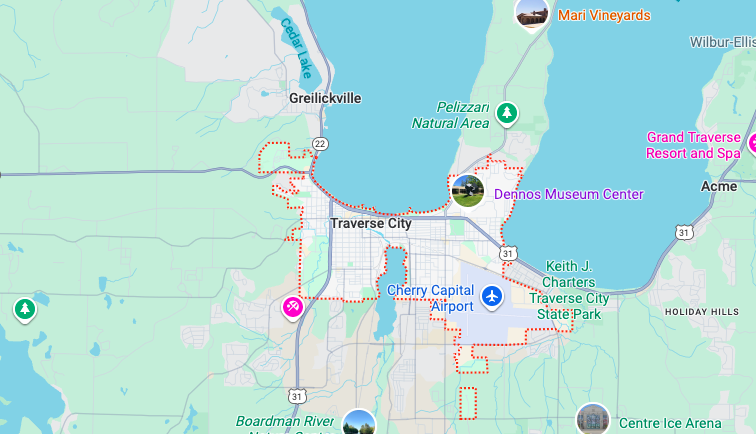 Mari Vineyards
Cedar Lake
Wilbur-Ellis
Greilickville
Pelizzari
Natural Area
22
Grand Traverse
Resort and Spa
Dennos Museum Center
Acme
Traverse City
31
31
Keith J.
Charters
Traverse City
State Park
Cherry Capital
Airport
HOLIDAY HILLS
31
Boardman River
Centre Ice Arena